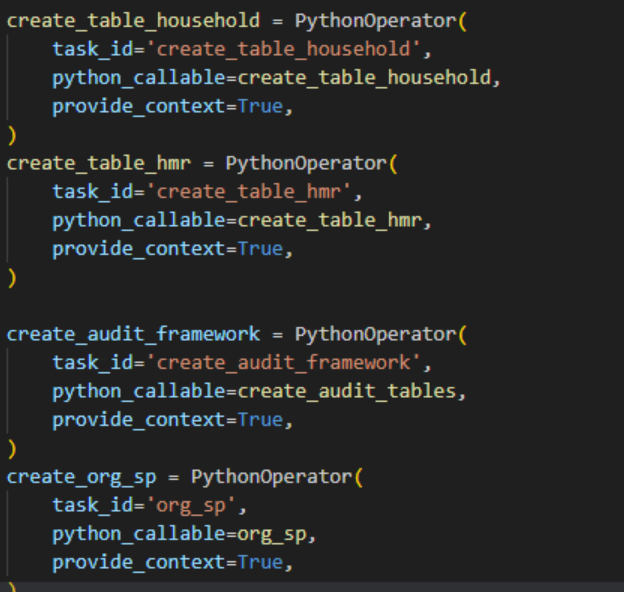 create_table_household = PythonOperator(
    task_id='create_table_household',
    python_callable=create_table_household,
    provide_context=True,
)
create_table_hmr = PythonOperator(
    task_id='create_table_hmr',
    python_callable=create_table_hmr,
    provide_context=True,
)
create_audit_framework = PythonOperator(
    task_id='create_audit_framework',
    python_callable=create_audit_tables,
    provide_context=True,
)
create_org_sp = PythonOperator(
    task_id='org_sp',
    python_callable=org_sp,
    provide_context=True,
)